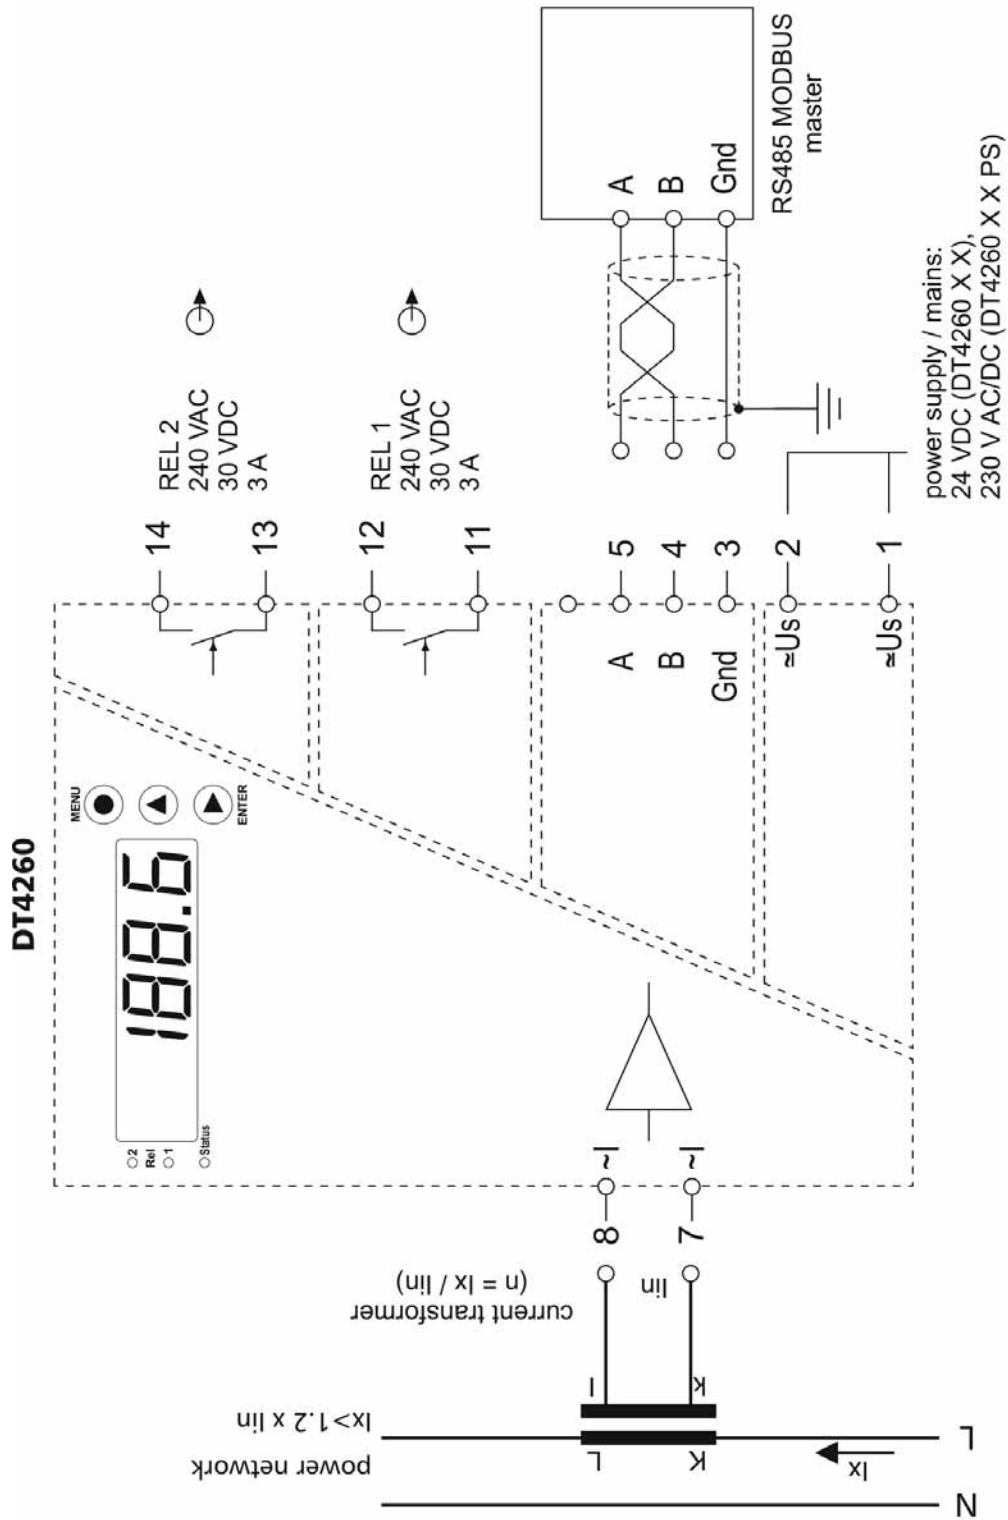 DT4260
MENU
ENTER
188.6
2
Rel
1
Status
14
13
REL 2
240 VAC
30 VDC
3 A
12
11
REL 1
240 VAC
30 VDC
3 A
A
B
Gnd
5
4
3
A
B
Gnd
RS485 MODBUS
master
≂Us
≂Us
2
1
power supply / mains:
24 VDC (DT4260 X X),
230 V AC/DC (DT4260 X X PS)
8
7
Iin
current transformer
(n = Ix / Iin)
l
k
L
K
Ix>1.2 x Iin
power network
Ix
L
N